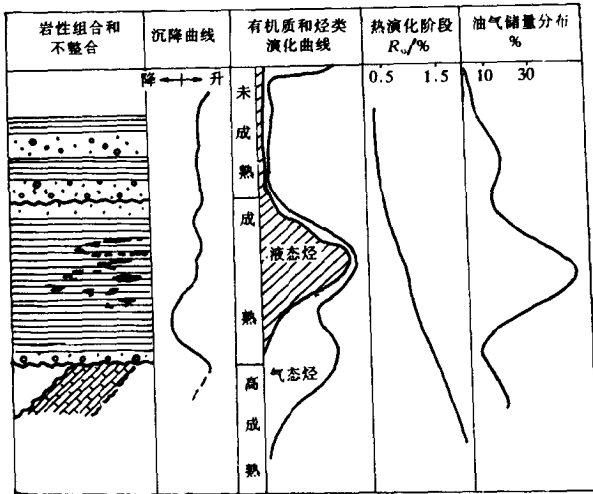 岩性组合和
不整合
沉降曲线
有机质和烃类
演化曲线
热演化阶段
Ro/%
油气储量分布
%
降 升
0.5 1.5
10 30
未
成
熟
成
熟
高
成
熟
液态烃
气态烃